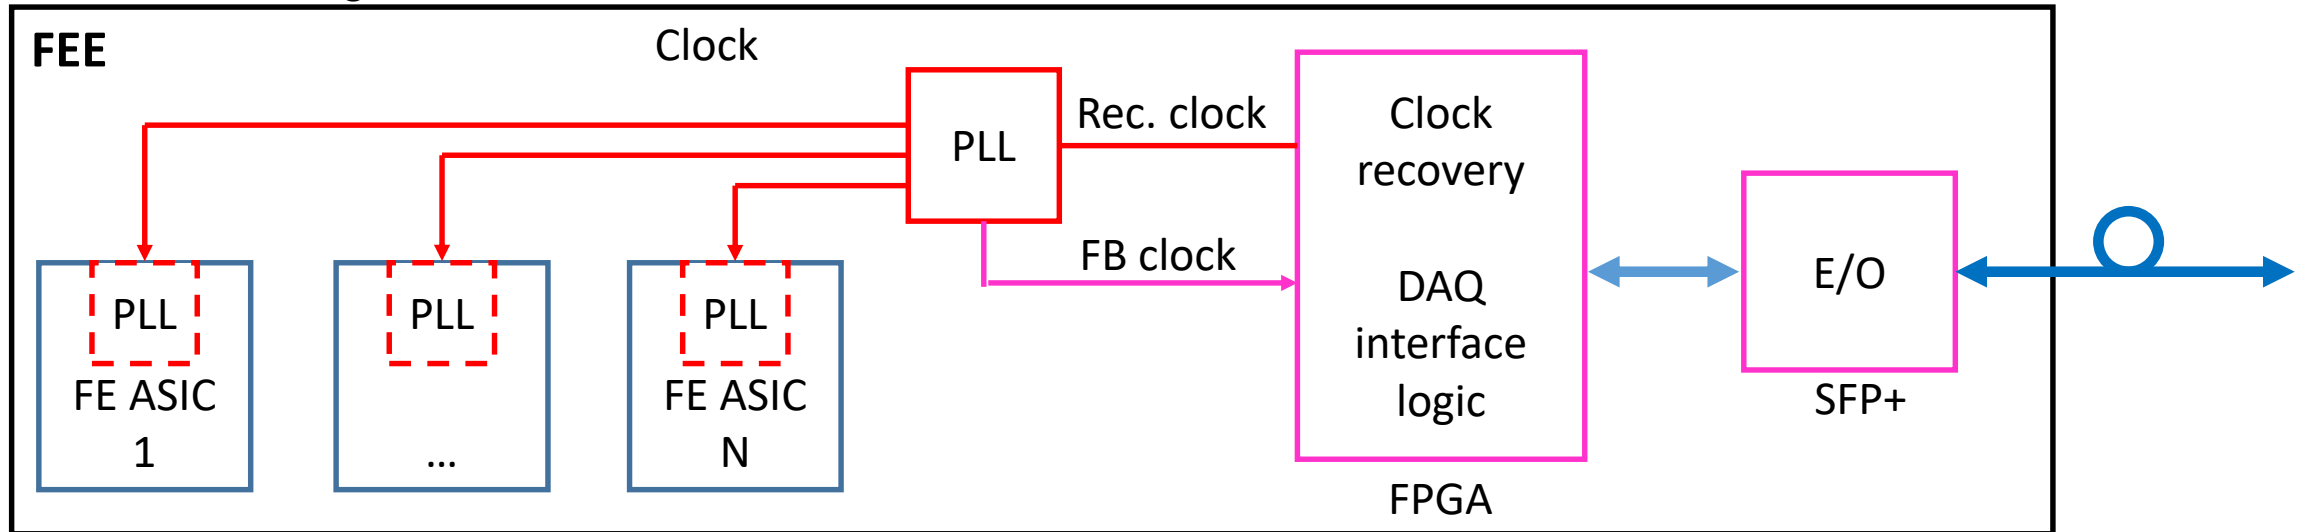 FEE
Clock
PLL
Rec. clock
FB clock
Clock
recovery
DAQ
interface
logic
FPGA
E/O
SFP+
PLL
FE ASIC
1
PLL
...
PLL
FE ASIC
N